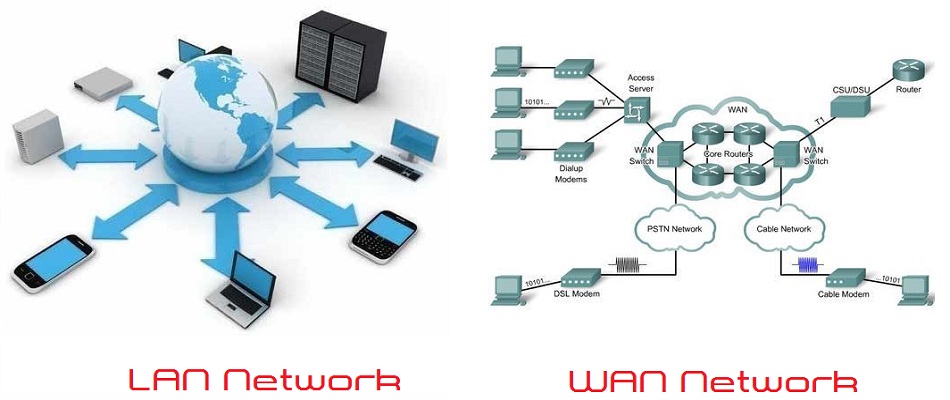 Access
Server
10101...
Dialup
Modems
WAN
WAN
Switch
Core Routers
WAN
Switch
T1
CSU/DSU
Router
PSTN Network
Cable Network
10101...
DSL Modem
Cable Modem
...10101
LAN Network
WAN Network